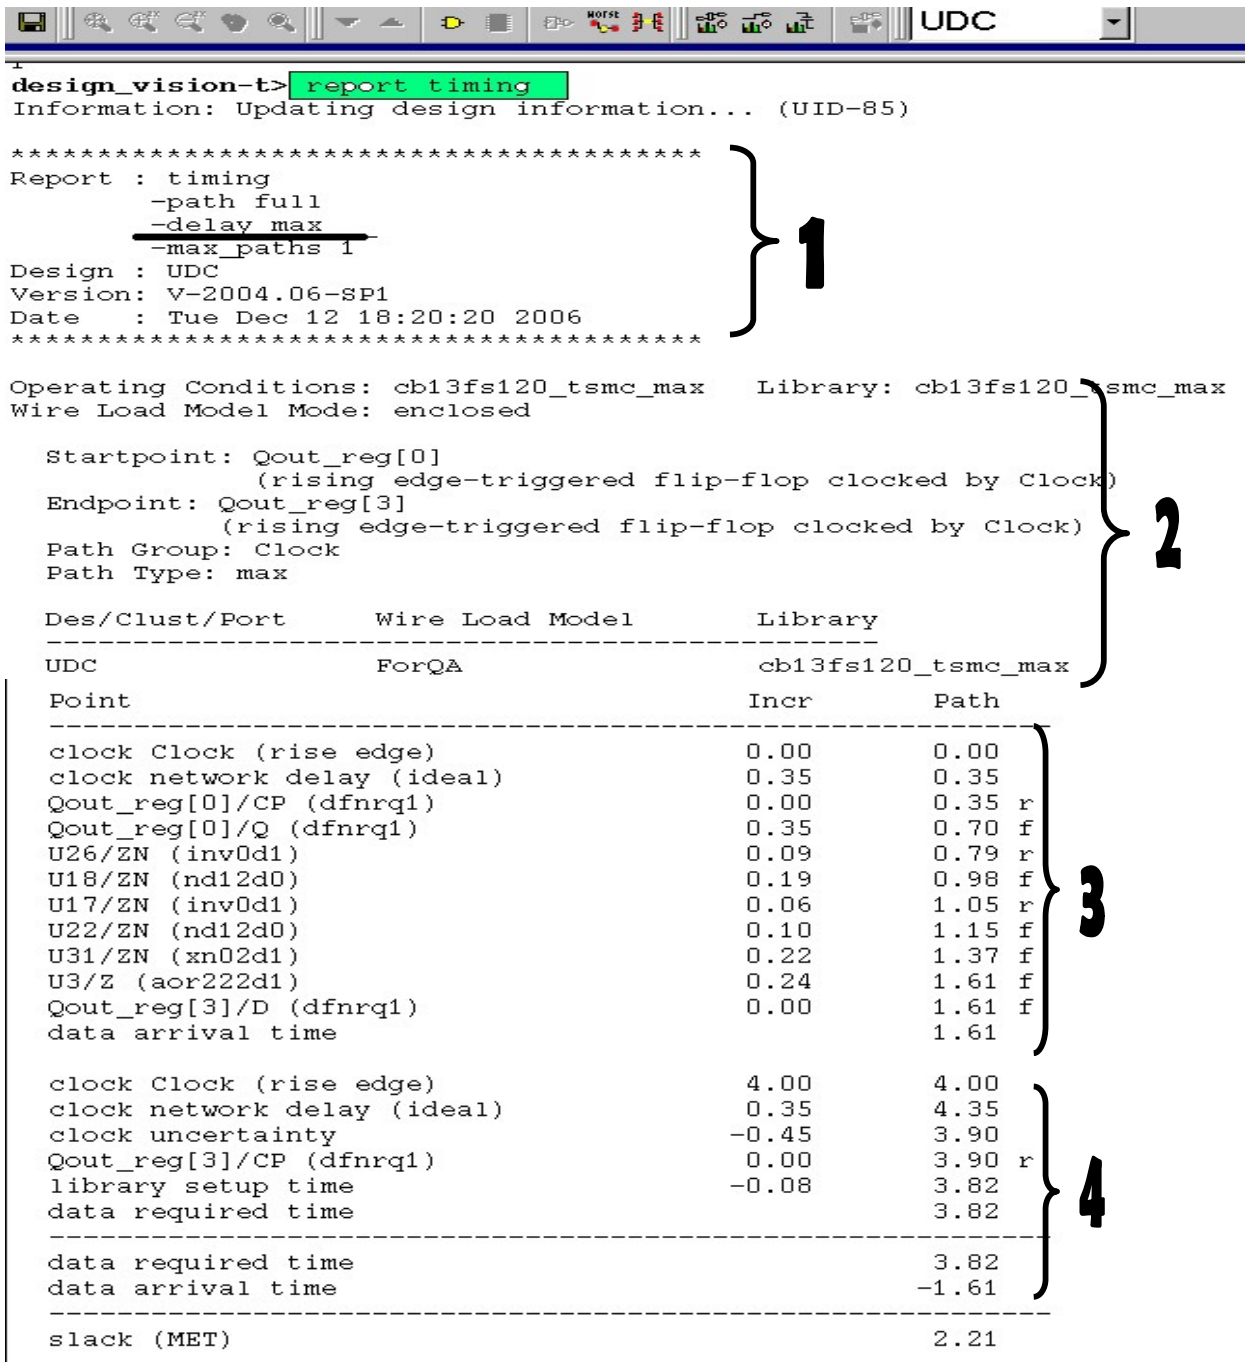 Worst
UDC
design_vision-t> report timing
Information: Updating design information... (UID-85)
****************************************
Report : timing
-path full
-delay max
-max_paths 1
Design : UDC
Version: V-2004.06-SP1
Date : Tue Dec 12 18:20:20 2006
****************************************
1
Operating Conditions: cb13fs120_tsmc_max Library: cb13fs120_tsmc_max
Wire Load Model Mode: enclosed
Startpoint: Qout_reg[0]
(rising edge-triggered flip-flop clocked by Clock)
Endpoint: Qout_reg[3]
(rising edge-triggered flip-flop clocked by Clock)
Path Group: Clock
Path Type: max
Des/Clust/Port Wire Load Model Library
------------------------------------------------
UDC ForQA cb13fs120_tsmc_max
2
Point Incr Path
-----------------------------------------------------------
clock Clock (rise edge) 0.00 0.00
clock network delay (ideal) 0.35 0.35
Qout_reg[0]/CP (dfnrq1) 0.00 0.35 r
Qout_reg[0]/Q (dfnrq1) 0.35 0.70 f
U26/ZN (inv0d1) 0.09 0.79 r
U18/ZN (nd12d0) 0.19 0.98 f
U17/ZN (inv0d1) 0.06 1.05 r
U22/ZN (nd12d0) 0.10 1.15 f
U31/ZN (xn02d1) 0.22 1.37 f
U3/Z (aor222d1) 0.24 1.61 f
Qout_reg[3]/D (dfnrq1) 0.00 1.61 f
data arrival time 1.61
3
clock Clock (rise edge) 4.00 4.00
clock network delay (ideal) 0.35 4.35
clock uncertainty -0.45 3.90
Qout_reg[3]/CP (dfnrq1) 0.00 3.90 r
library setup time -0.08 3.82
data required time 3.82
-----------------------------------------------------------
data required time 3.82
data arrival time -1.61
4
-----------------------------------------------------------
slack (MET) 2.21